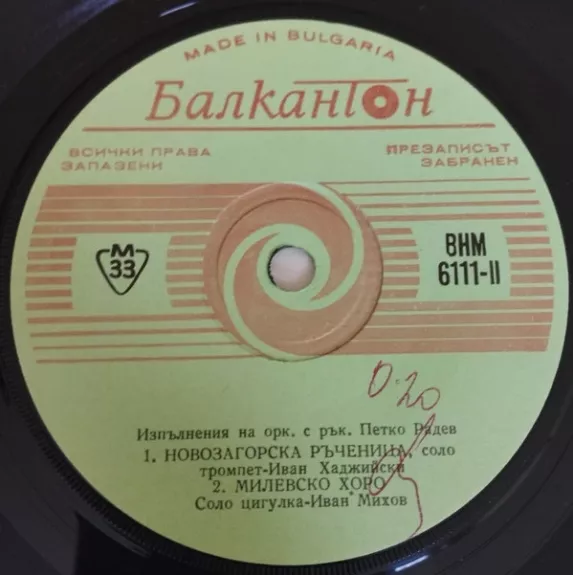 MADE IN BULGARIA
Балкантон
ВСИЧКИ ПРАВА
ЗАПАЗЕНИ
ПРЕЗАПИСЪТ
ЗАБРАНЕН
М
33
ВНМ
6111-II
0.20
Изпълнения на орк. с рък. Петко Радев
1. НОВОЗАГОРСКА РЪЧЕНИЦА, соло
тромпет-Иван Хаджийски
2. МИЛЕВСКО ХОРО
Соло цигулка-Иван Михов